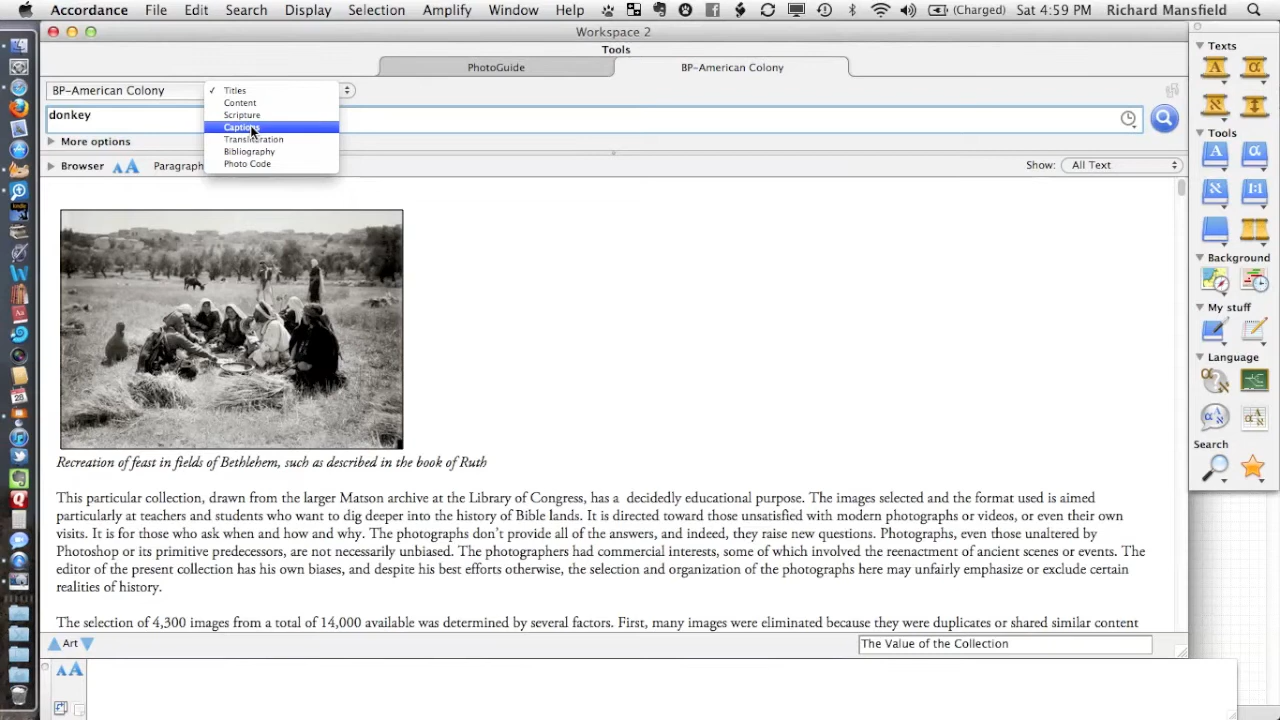 Accordance File Edit Search Display Selection Amplify Window Help (Charged) Sat 4:59 PM Richard Mansfield
Workspace 2
Tools
PhotoGuide BP-American Colony
BP-American Colony
✓ Titles
Content
Scripture
Captions
Transliteration
Bibliography
Photo Code
donkey
More options
Browser AA Paragraph Show: All Text
Recreation of feast in fields of Bethlehem, such as described in the book of Ruth
This particular collection, drawn from the larger Matson archive at the Library of Congress, has a decidedly educational purpose. The images selected and the format used is aimed
particularly at teachers and students who want to dig deeper into the history of Bible lands. It is directed toward those unsatisfied with modern photographs or videos, or even their own
visits. It is for those who ask when and how and why. The photographs don't provide all of the answers, and indeed, they raise new questions. Photographs, even those unaltered by
Photoshop or its primitive predecessors, are not necessarily unbiased. The photographers had commercial interests, some of which involved the reenactment of ancient scenes or events. The
editor of the present collection has his own biases, and despite his best efforts otherwise, the selection and organization of the photographs here may unfairly emphasize or exclude certain
realities of history.
The selection of 4,300 images from a total of 14,000 available was determined by several factors. First, many images were eliminated because they were duplicates or shared similar content
Art The Value of the Collection
AA
Texts
Tools
Background
My stuff
Language
Search